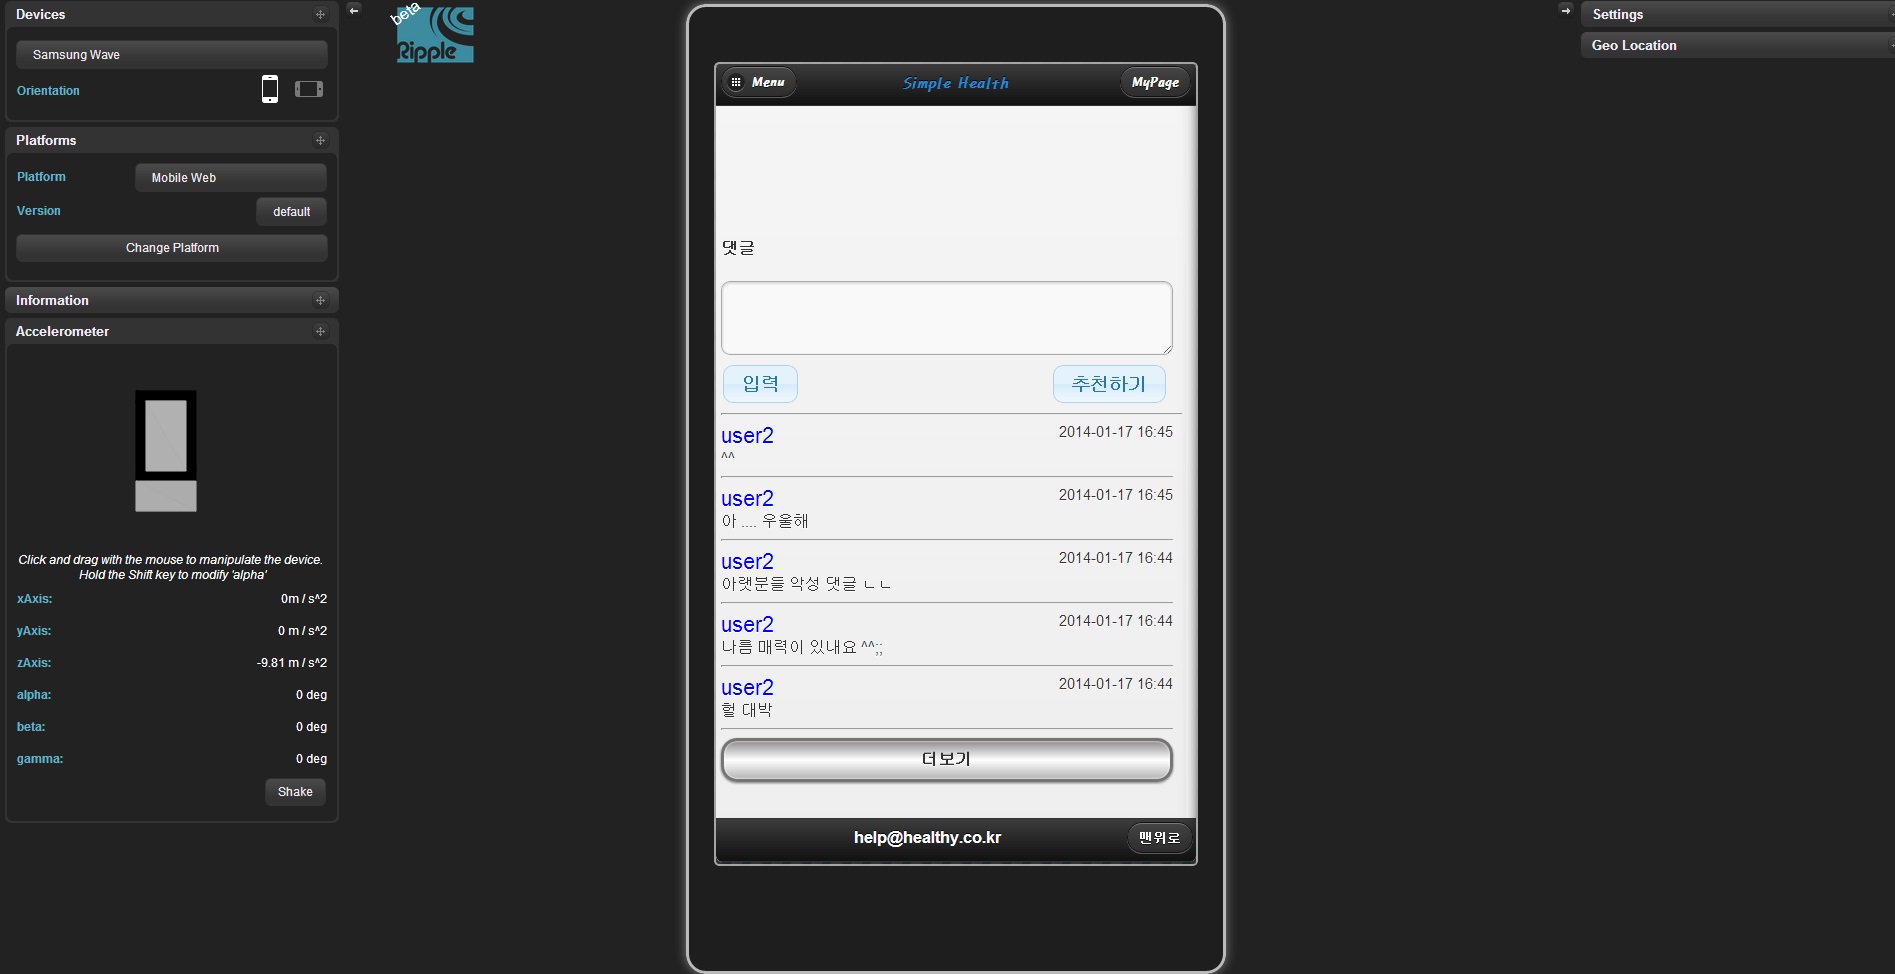 Devices
Samsung Wave
Orientation
Platforms
Platform
Mobile Web
Version
default
Change Platform
Information
Accelerometer
Click and drag with the mouse to manipulate the device.
Hold the Shift key to modify 'alpha'
xAxis: 0m / s^2
yAxis: 0 m / s^2
zAxis: -9.81 m / s^2
alpha: 0 deg
beta: 0 deg
gamma: 0 deg
Shake
beta
Ripple
Menu
Simple Health
MyPage
댓글
입력
추천하기
user2 2014-01-17 16:45
^^
user2 2014-01-17 16:45
아 .... 우울해
user2 2014-01-17 16:44
아랫분들 악성 댓글 ㄴㄴ
user2 2014-01-17 16:44
나름 매력이 있내요 ^^;;
user2 2014-01-17 16:44
헐 대박
더보기
help@healthy.co.kr
맨위로
Settings
Geo Location